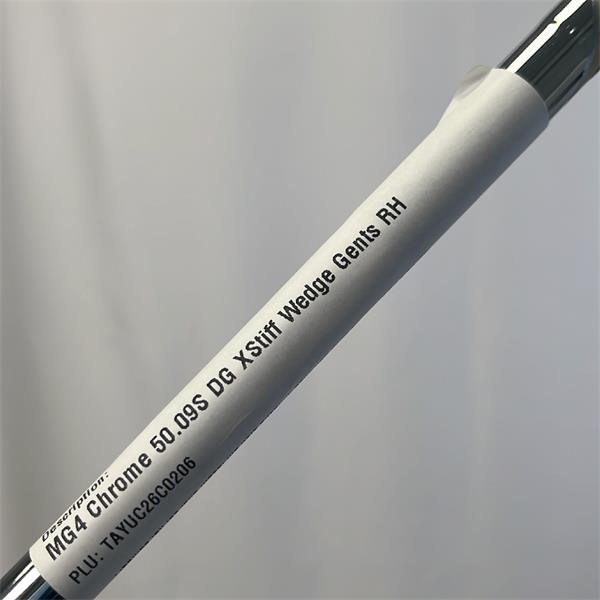 Description:
MG4 Chrome 50.09S DG XStiff Wedge Gents RH
PLU: TAYUC26C0206